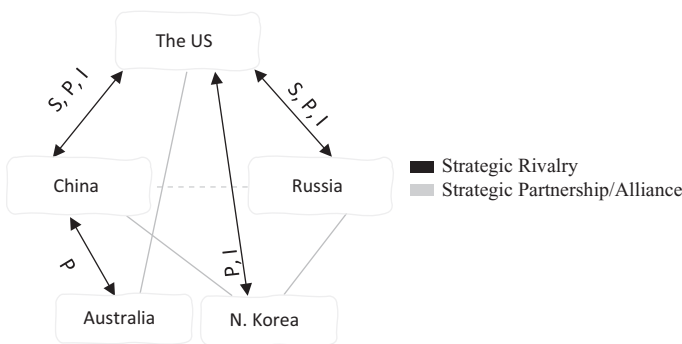 The US
S, P, I
S, P, I
China
Russia
Strategic Rivalry
Strategic Partnership/Alliance
P
P, I
Australia
N. Korea